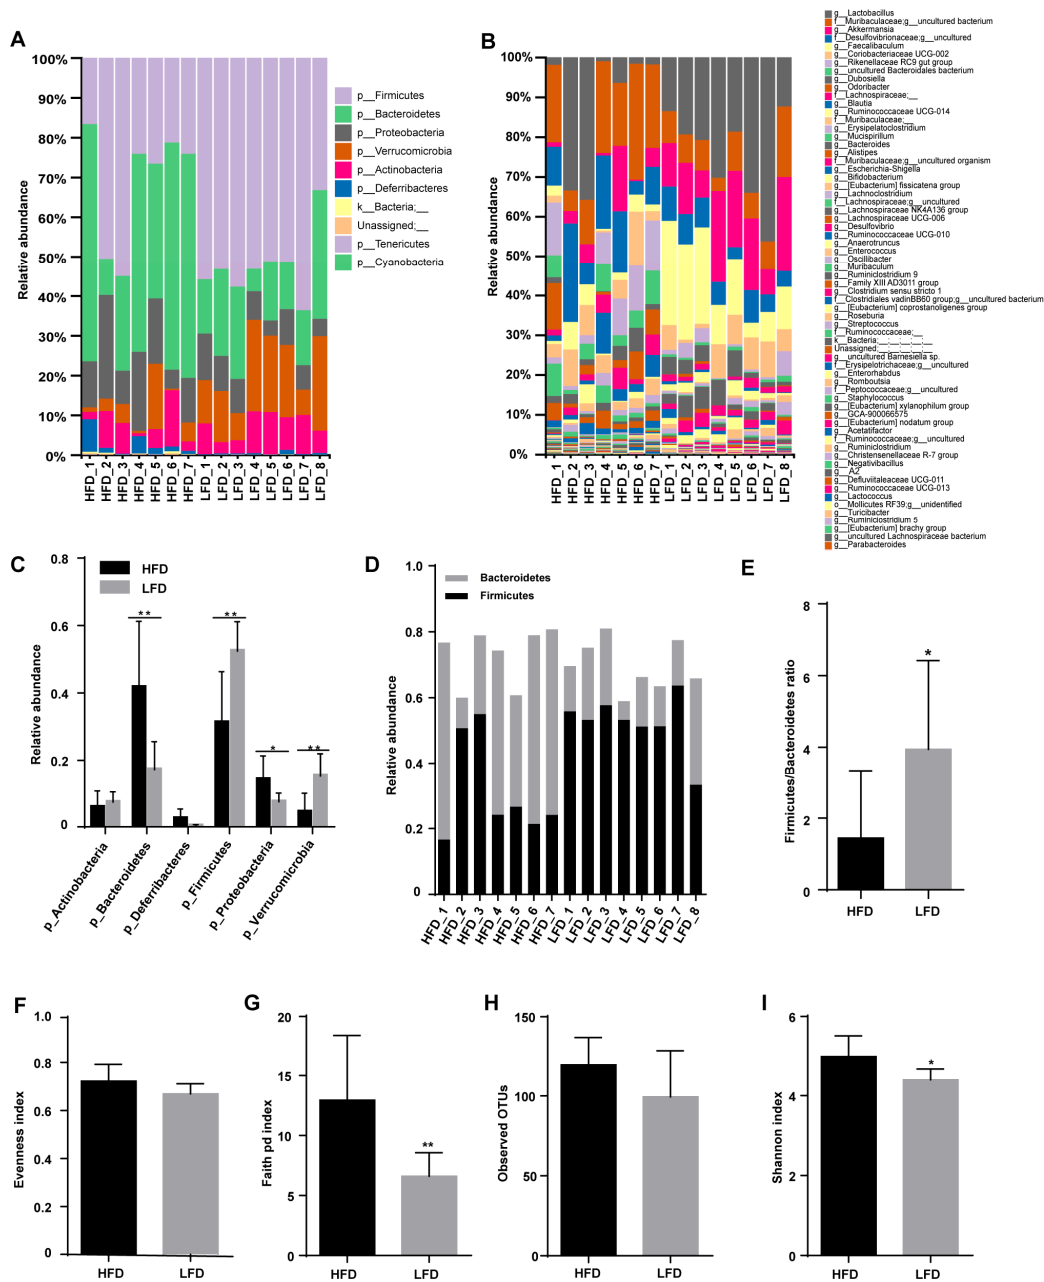 A
100%
90%
80%
70%
60%
50%
40%
30%
20%
10%
0%
Relative abundance
HFD_1
HFD_2
HFD_3
HFD_4
HFD_5
HFD_6
HFD_7
LFD_1
LFD_2
LFD_3
LFD_4
LFD_5
LFD_6
LFD_7
LFD_8
p__Firmicutes
p__Bacteroidetes
p__Proteobacteria
p__Verrucomicrobia
p__Actinobacteria
p__Deferribacteres
k__Bacteria;__
Unassigned;__
p__Tenericutes
p__Cyanobacteria
B
100%
90%
80%
70%
60%
50%
40%
30%
20%
10%
0%
Relative abundance
HFD_1
HFD_2
HFD_3
HFD_4
HFD_5
HFD_6
HFD_7
LFD_1
LFD_2
LFD_3
LFD_4
LFD_5
LFD_6
LFD_7
LFD_8
g__Lactobacillus
f__Muribaculaceae;g__uncultured bacterium
g__Akkermansia
f__Desulfovibrionaceae;g__uncultured
g__Faecalibaculum
g__Coriobacteriaceae UCG-002
g__Rikenellaceae RC9 gut group
g__uncultured Bacteroidales bacterium
g__Dubosiella
g__Odoribacter
f__Lachnospiraceae;__
g__Blautia
g__Ruminococcaceae UCG-014
f__Muribaculaceae;__
g__Erysipelatoclostridium
g__Mucispirillum
g__Bacteroides
g__Alistipes
f__Muribaculaceae;g__uncultured organism
g__Escherichia-Shigella
g__Bifidobacterium
g__[Eubacterium] fissicatena group
g__Lachnoclostridium
f__Lachnospiraceae;g__uncultured
g__Lachnospiraceae NK4A136 group
g__Lachnospiraceae UCG-006
g__Desulfovibrio
g__Ruminococcaceae UCG-010
g__Anaerotruncus
g__Enterococcus
g__Oscillibacter
g__Muribaculum
g__Ruminiclostridium 9
g__Family XIII AD3011 group
g__Clostridium sensu stricto 1
f__Clostridiales vadinBB60 group;g__uncultured bacterium
g__[Eubacterium] coprostanoligenes group
g__Roseburia
g__Streptococcus
f__Ruminococcaceae;__
k__Bacteria;__;__;__;__;__
Unassigned;__;__;__;__;__
g__uncultured Barnesiella sp.
f__Erysipelotrichaceae;g__uncultured
g__Enterorhabdus
g__Romboutsia
f__Peptococcaceae;g__uncultured
g__Staphylococcus
g__[Eubacterium] xylanophilum group
g__GCA-900066575
g__[Eubacterium] nodatum group
g__Acetatifactor
f__Ruminococcaceae;g__uncultured
g__Ruminiclostridium
g__Christensenellaceae R-7 group
g__Negativibacillus
g__A2
g__Defluviitaleaceae UCG-011
g__Ruminococcaceae UCG-013
g__Lactococcus
o__Mollicutes RF39;g__unidentified
g__Turicibacter
g__Ruminiclostridium 5
g__[Eubacterium] brachy group
g__uncultured Lachnospiraceae bacterium
g__Parabacteroides
C
0.8
0.6
0.4
0.2
0
Relative abundance
HFD
LFD
**
**
*
**
p_Actinobacteria
p_Bacteroidetes
p_Deferribacteres
p_Firmicutes
p_Proteobacteria
p_Verrucomicrobia
D
1.0
0.8
0.6
0.4
0.2
0
Relative abundance
Bacteroidetes
Firmicutes
HFD_1
HFD_2
HFD_3
HFD_4
HFD_5
HFD_6
HFD_7
LFD_1
LFD_2
LFD_3
LFD_4
LFD_5
LFD_6
LFD_7
LFD_8
E
8
6
4
2
0
Firmicutes/Bacteroidetes ratio
*
HFD
LFD
F
1.0
0.8
0.6
0.4
0.2
0
Evenness index
HFD
LFD
G
20
15
10
5
0
Faith pd index
**
HFD
LFD
H
150
100
50
0
Observed OTUs
HFD
LFD
I
6
4
2
0
Shannon index
*
HFD
LFD